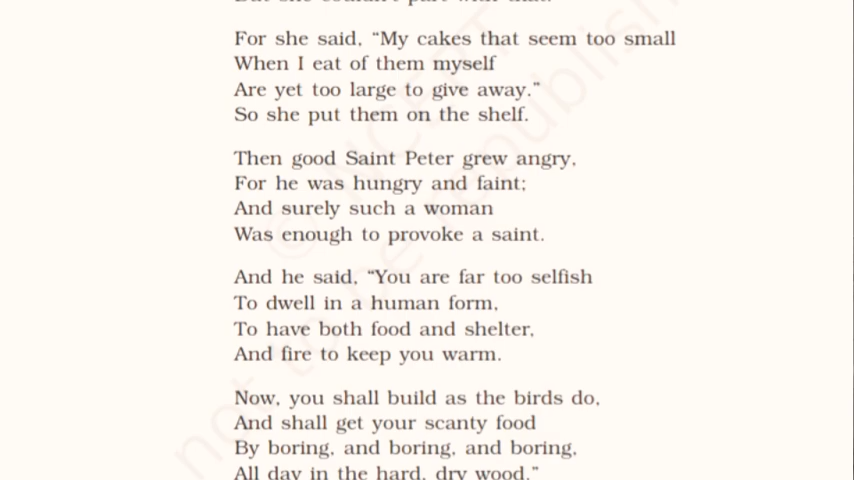 For she said, “My cakes that seem too small
When I eat of them myself
Are yet too large to give away.”
So she put them on the shelf.
Then good Saint Peter grew angry,
For he was hungry and faint;
And surely such a woman
Was enough to provoke a saint.
And he said, “You are far too selfish
To dwell in a human form,
To have both food and shelter,
And fire to keep you warm.
Now, you shall build as the birds do,
And shall get your scanty food
By boring, and boring, and boring,
All day in the hard, dry wood.”
© NCERT
not to be republish